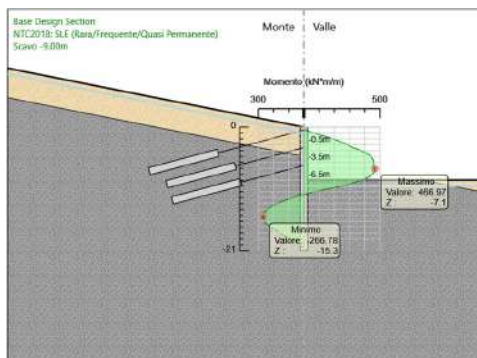 Base Design Section
NTC2018: SLE (Rara/Frequente/Quasi Permanente)
Scavo -9.00m
Monte Valle
Momento (kN*m/m)
300 500
0
-0.5m
-3.5m
-6.5m
Massimo
Valore: 466.97
Z -7.1
Minimo
Valore: -266.78
Z : -15.3
-21